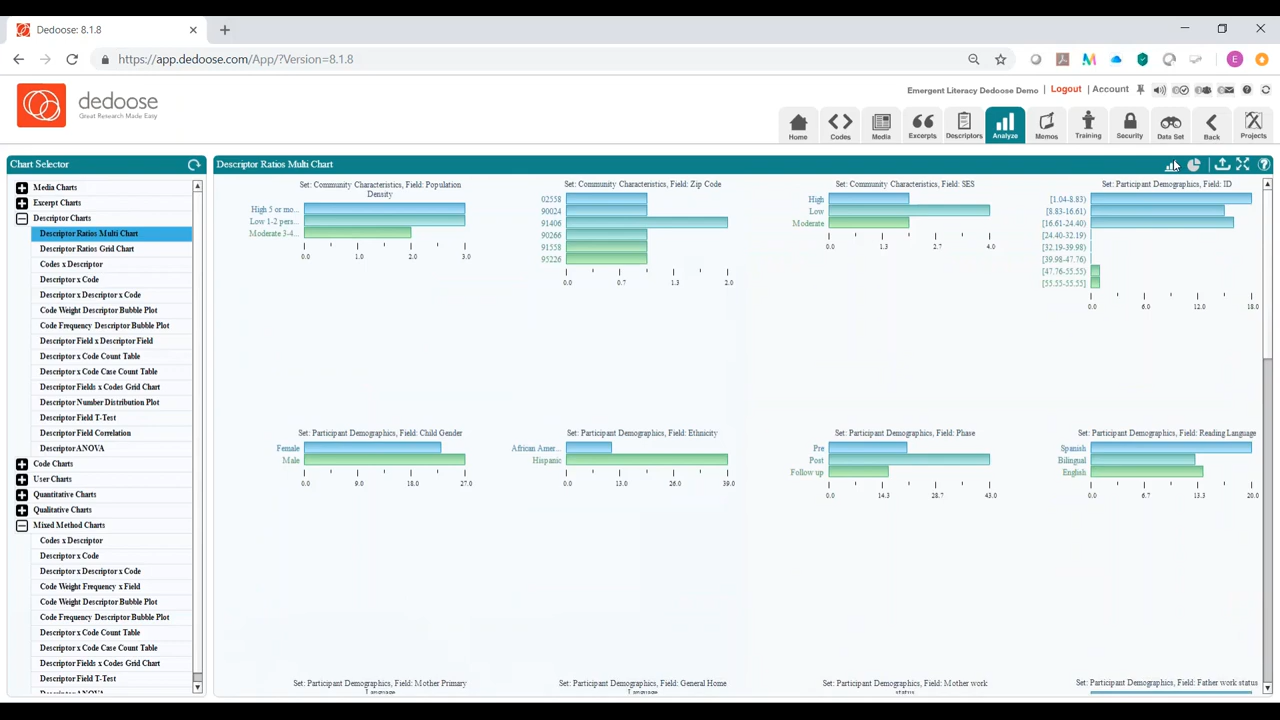 Dedoose: 8.1.8
https://app.dedoose.com/App/?Version=8.1.8
E
dedoose
Great Research Made Easy
Emergent Literacy Dedoose Demo | Logout | Account
Home Codes Media Excerpts Descriptors Analyze Memos Training Security Data Set Back Projects
Chart Selector
Media Charts
Excerpt Charts
Descriptor Charts
Descriptor Ratios Multi Chart
Descriptor Ratios Grid Chart
Codes x Descriptor
Descriptor x Code
Descriptor x Descriptor x Code
Code Weight Descriptor Bubble Plot
Code Frequency Descriptor Bubble Plot
Descriptor Field x Descriptor Field
Descriptor x Code Count Table
Descriptor x Code Case Count Table
Descriptor Fields x Codes Grid Chart
Descriptor Number Distribution Plot
Descriptor Field T-Test
Descriptor Field Correlation
Descriptor ANOVA
Code Charts
User Charts
Quantitative Charts
Qualitative Charts
Mixed Method Charts
Codes x Descriptor
Descriptor x Code
Descriptor x Descriptor x Code
Code Weight Frequency x Field
Code Weight Descriptor Bubble Plot
Code Frequency Descriptor Bubble Plot
Descriptor x Code Count Table
Descriptor x Code Case Count Table
Descriptor Fields x Codes Grid Chart
Descriptor Field T-Test
Descriptor ANOVA
Descriptor Ratios Multi Chart
Set: Community Characteristics, Field: Population
Density
High 5 or mo...
Low 1-2 pers...
Moderate 3-4...
0.0 1.0 2.0 3.0
Set: Community Characteristics, Field: Zip Code
02558
90024
91406
90266
91558
95226
0.0 0.7 1.3 2.0
Set: Community Characteristics, Field: SES
High
Low
Moderate
0.0 1.3 2.7 4.0
Set: Participant Demographics, Field: ID
[1.04-8.83)
[8.83-16.61)
[16.61-24.40)
[24.40-32.19)
[32.19-39.98)
[39.98-47.76)
[47.76-55.55)
[55.55-55.55]
0.0 6.0 12.0 18.0
Set: Participant Demographics, Field: Child Gender
Female
Male
0.0 9.0 18.0 27.0
Set: Participant Demographics, Field: Ethnicity
African Amer...
Hispanic
0.0 13.0 26.0 39.0
Set: Participant Demographics, Field: Phase
Pre
Post
Follow up
0.0 14.3 28.7 43.0
Set: Participant Demographics, Field: Reading Language
Spanish
Bilingual
English
0.0 6.7 13.3 20.0
Set: Participant Demographics, Field: Mother Primary
Language
Set: Participant Demographics, Field: General Home
Language
Set: Participant Demographics, Field: Mother work
status
Set: Participant Demographics, Field: Father work status